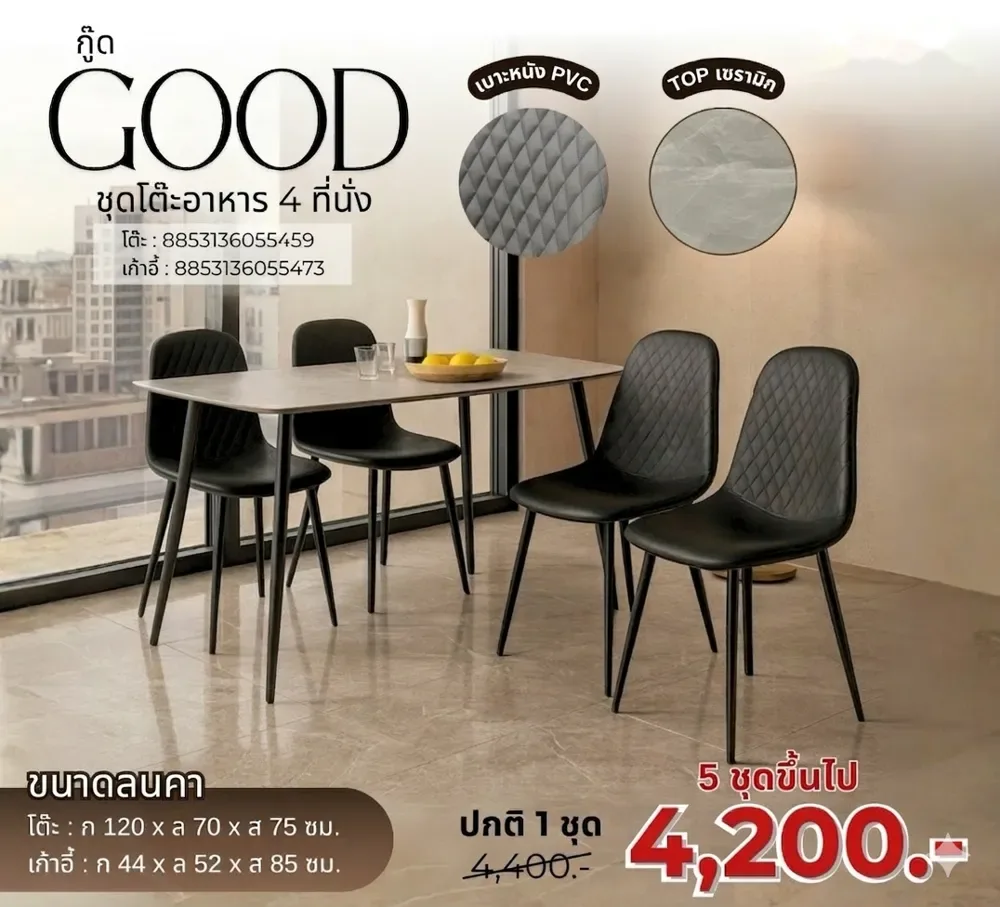 กู๊ด
GOOD
ชุดโต๊ะอาหาร 4 ที่นั่ง
โต๊ะ : 8853136055459
เก้าอี้ : 8853136055473
เบาะหนัง PVC
TOP เซรามิก
ขนาดลนคา
โต๊ะ : ก 120 x ล 70 x ส 75 ซม.
เก้าอี้ : ก 44 x ล 52 x ส 85 ซม.
ปกติ 1 ชุด
4,400.-
5 ชุดขึ้นไป
4,200.-